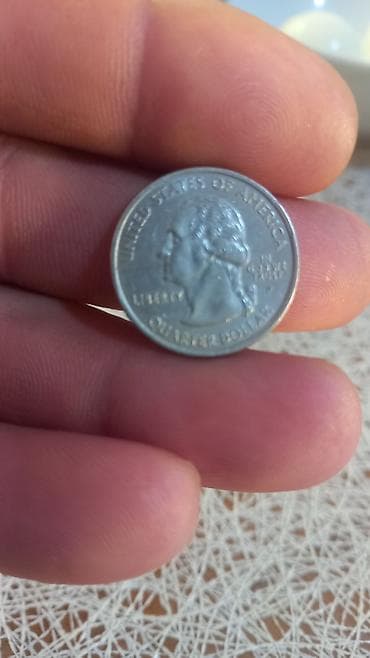 UNITED STATES OF AMERICA
LIBERTY
IN
GOD WE
TRUST
QUARTER DOLLAR